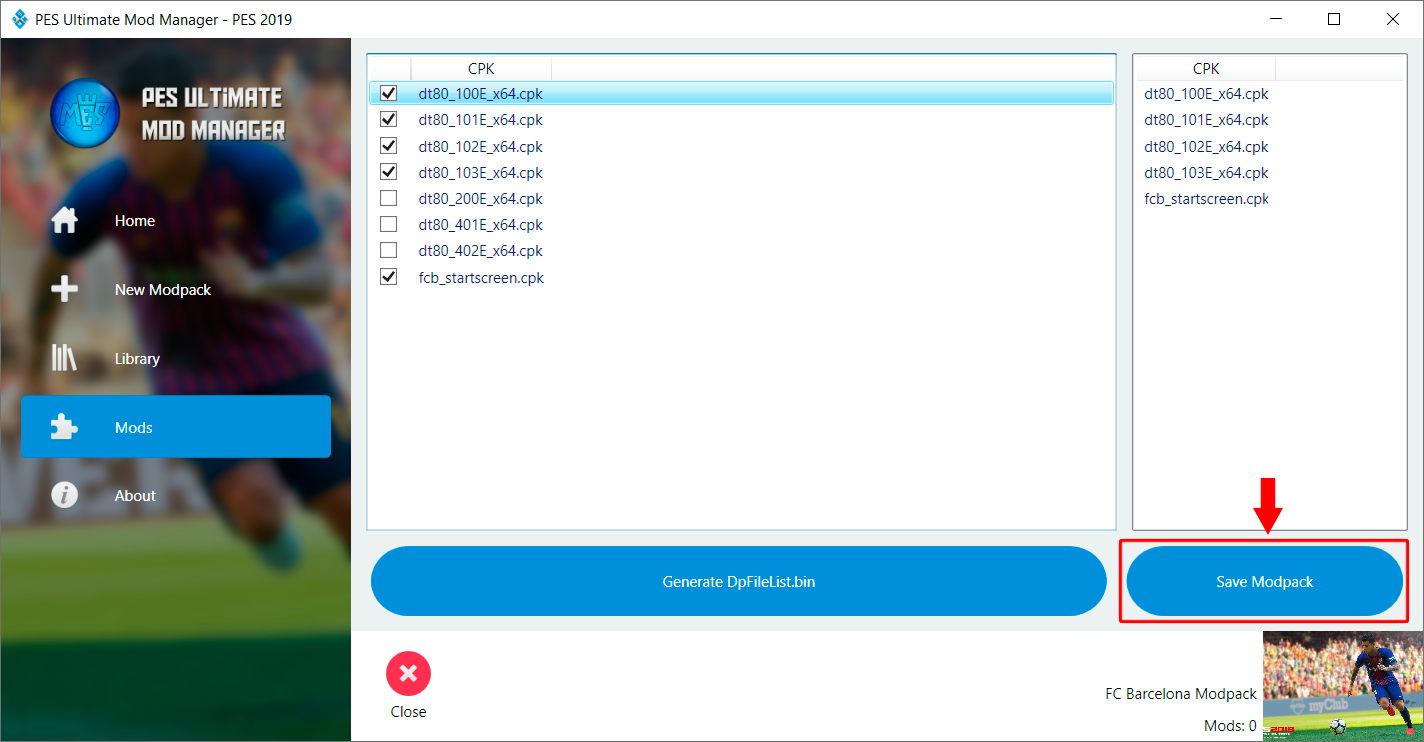 PES Ultimate Mod Manager - PES 2019
PES ULTiMATE
MOD MANAGER
Home
New Modpack
Library
Mods
About
CPK
dt80_100E_x64.cpk
dt80_101E_x64.cpk
dt80_102E_x64.cpk
dt80_103E_x64.cpk
dt80_200E_x64.cpk
dt80_401E_x64.cpk
dt80_402E_x64.cpk
fcb_startscreen.cpk
CPK
dt80_100E_x64.cpk
dt80_101E_x64.cpk
dt80_102E_x64.cpk
dt80_103E_x64.cpk
fcb_startscreen.cpk
Generate DpFileList.bin
Save Modpack
Close
FC Barcelona Modpack
Mods: 0
myClub